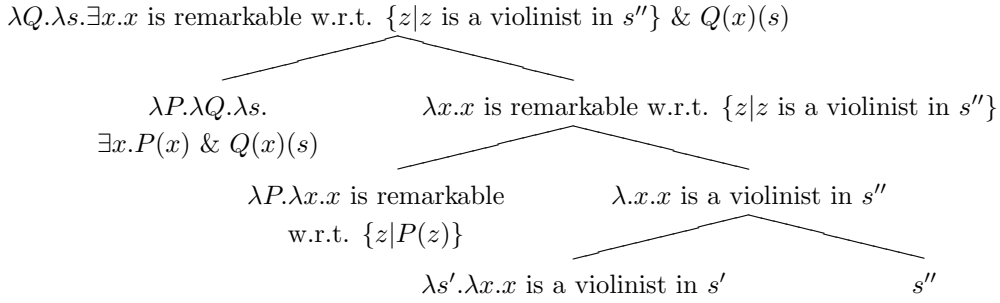 λQ.λs.∃x.x is remarkable w.r.t. {z|z is a violinist in s″} & Q(x)(s)
λP.λQ.λs.
∃x.P(x) & Q(x)(s)
λx.x is remarkable w.r.t. {z|z is a violinist in s″}
λP.λx.x is remarkable
w.r.t. {z|P(z)}
λ.x.x is a violinist in s″
λs′.λx.x is a violinist in s′
s″